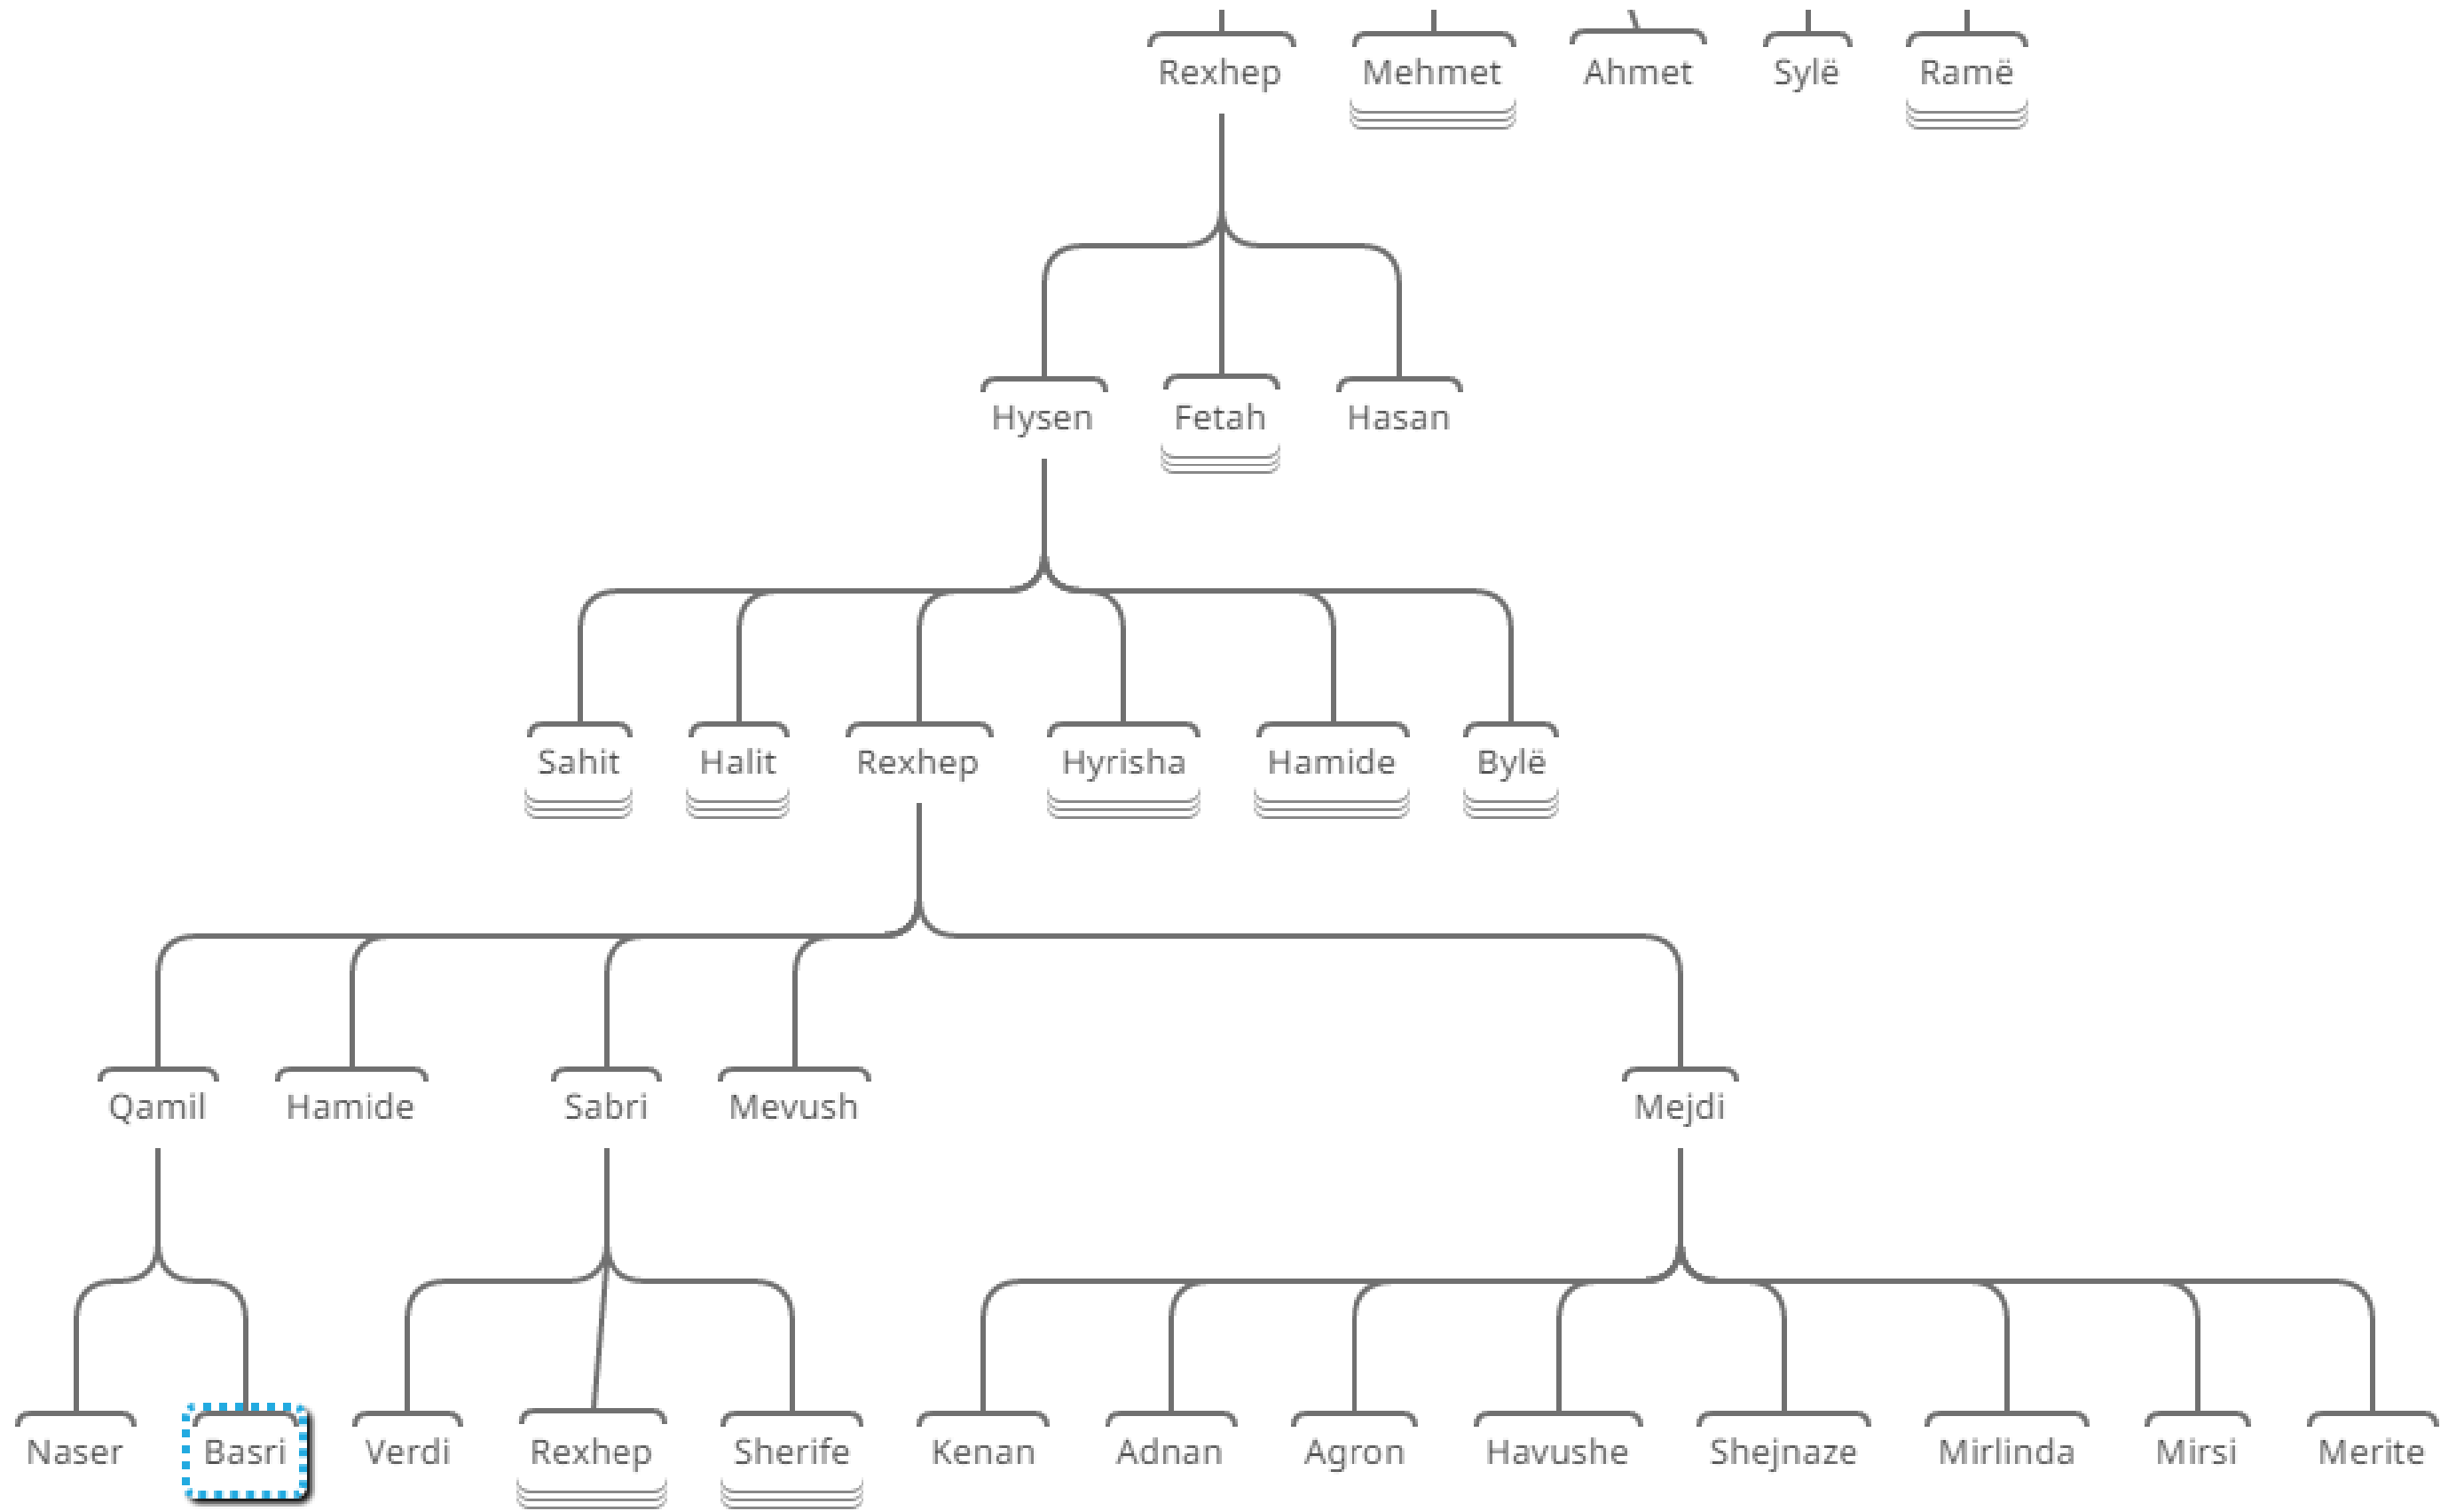 Rexhep Mehmet Ahmet Sylë Ramë
Hysen Fetah Hasan
Sahit Halit Rexhep Hyrisha Hamide Bylë
Qamil Hamide Sabri Mevush Mejdi
Naser Basri Verdi Rexhep Sherife Kenan Adnan Agron Havushe Shejnaze Mirlinda Mirsi Merite